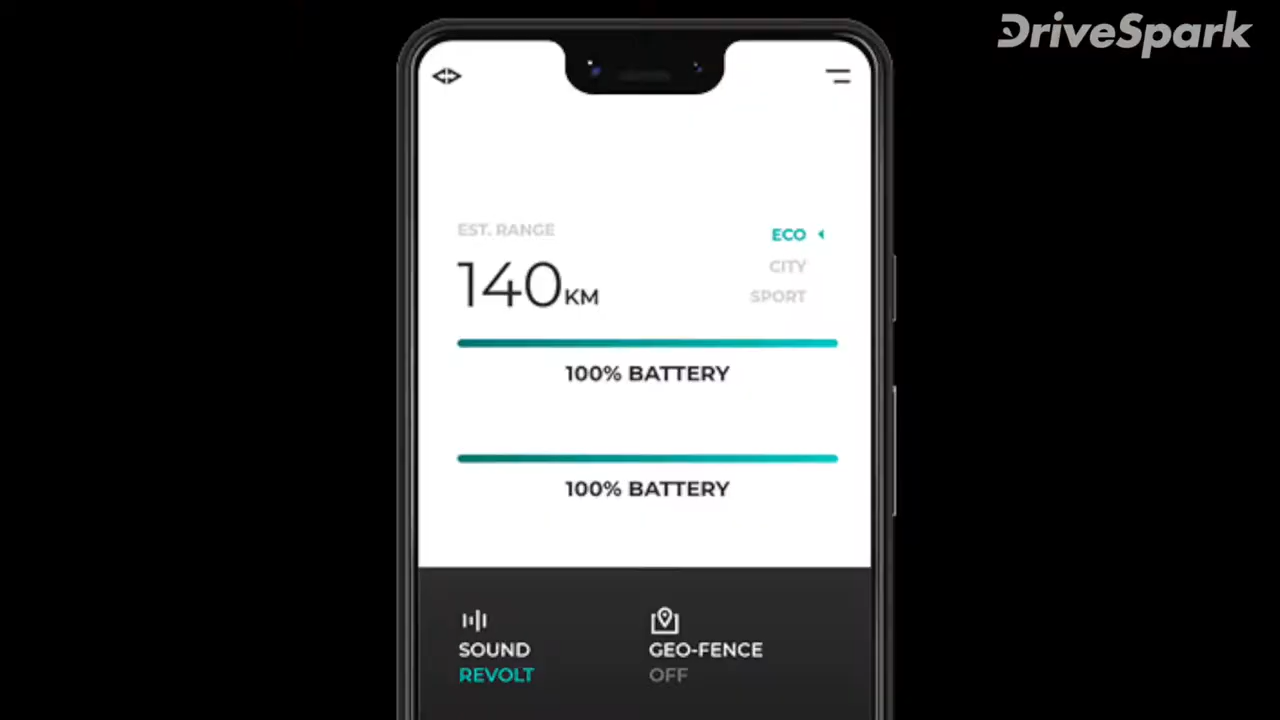 DriveSpark
EST. RANGE
140KM
ECO
CITY
SPORT
100% BATTERY
100% BATTERY
SOUND
REVOLT
GEO-FENCE
OFF